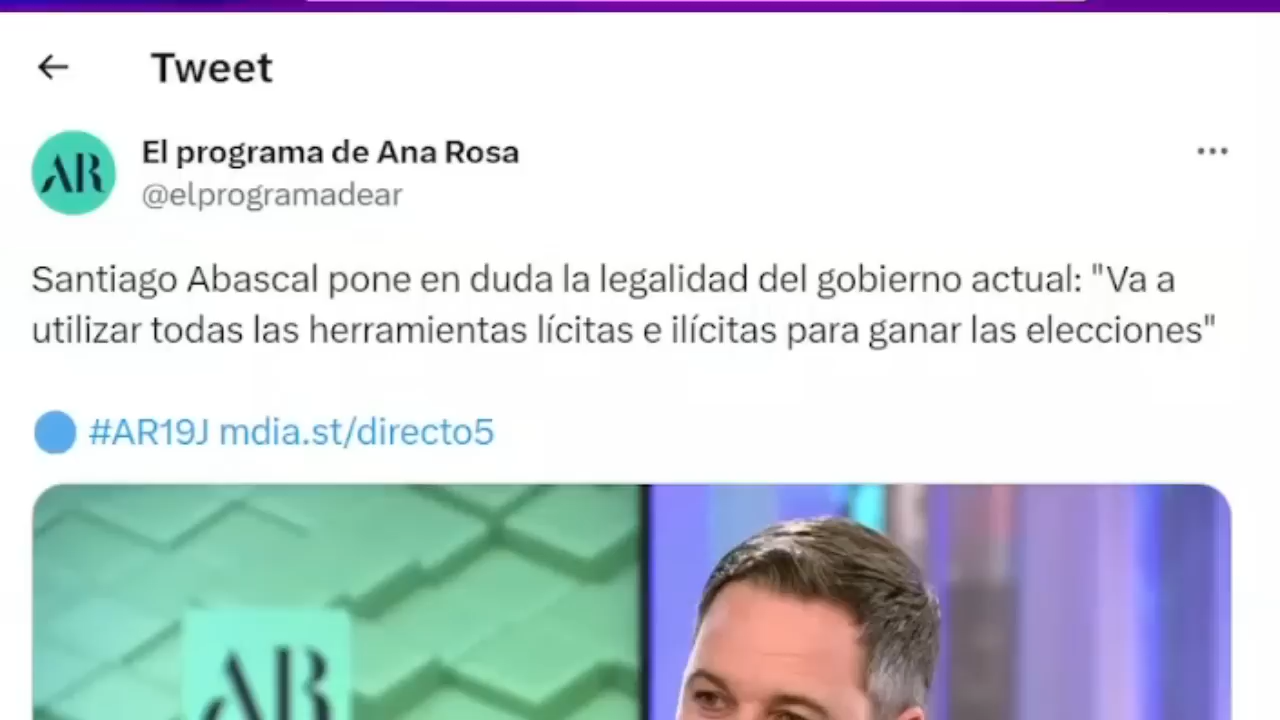 Tweet
AR
El programa de Ana Rosa
@elprogramadear
Santiago Abascal pone en duda la legalidad del gobierno actual: "Va a
utilizar todas las herramientas lícitas e ilícitas para ganar las elecciones"
#AR19J mdia.st/directo5
AR